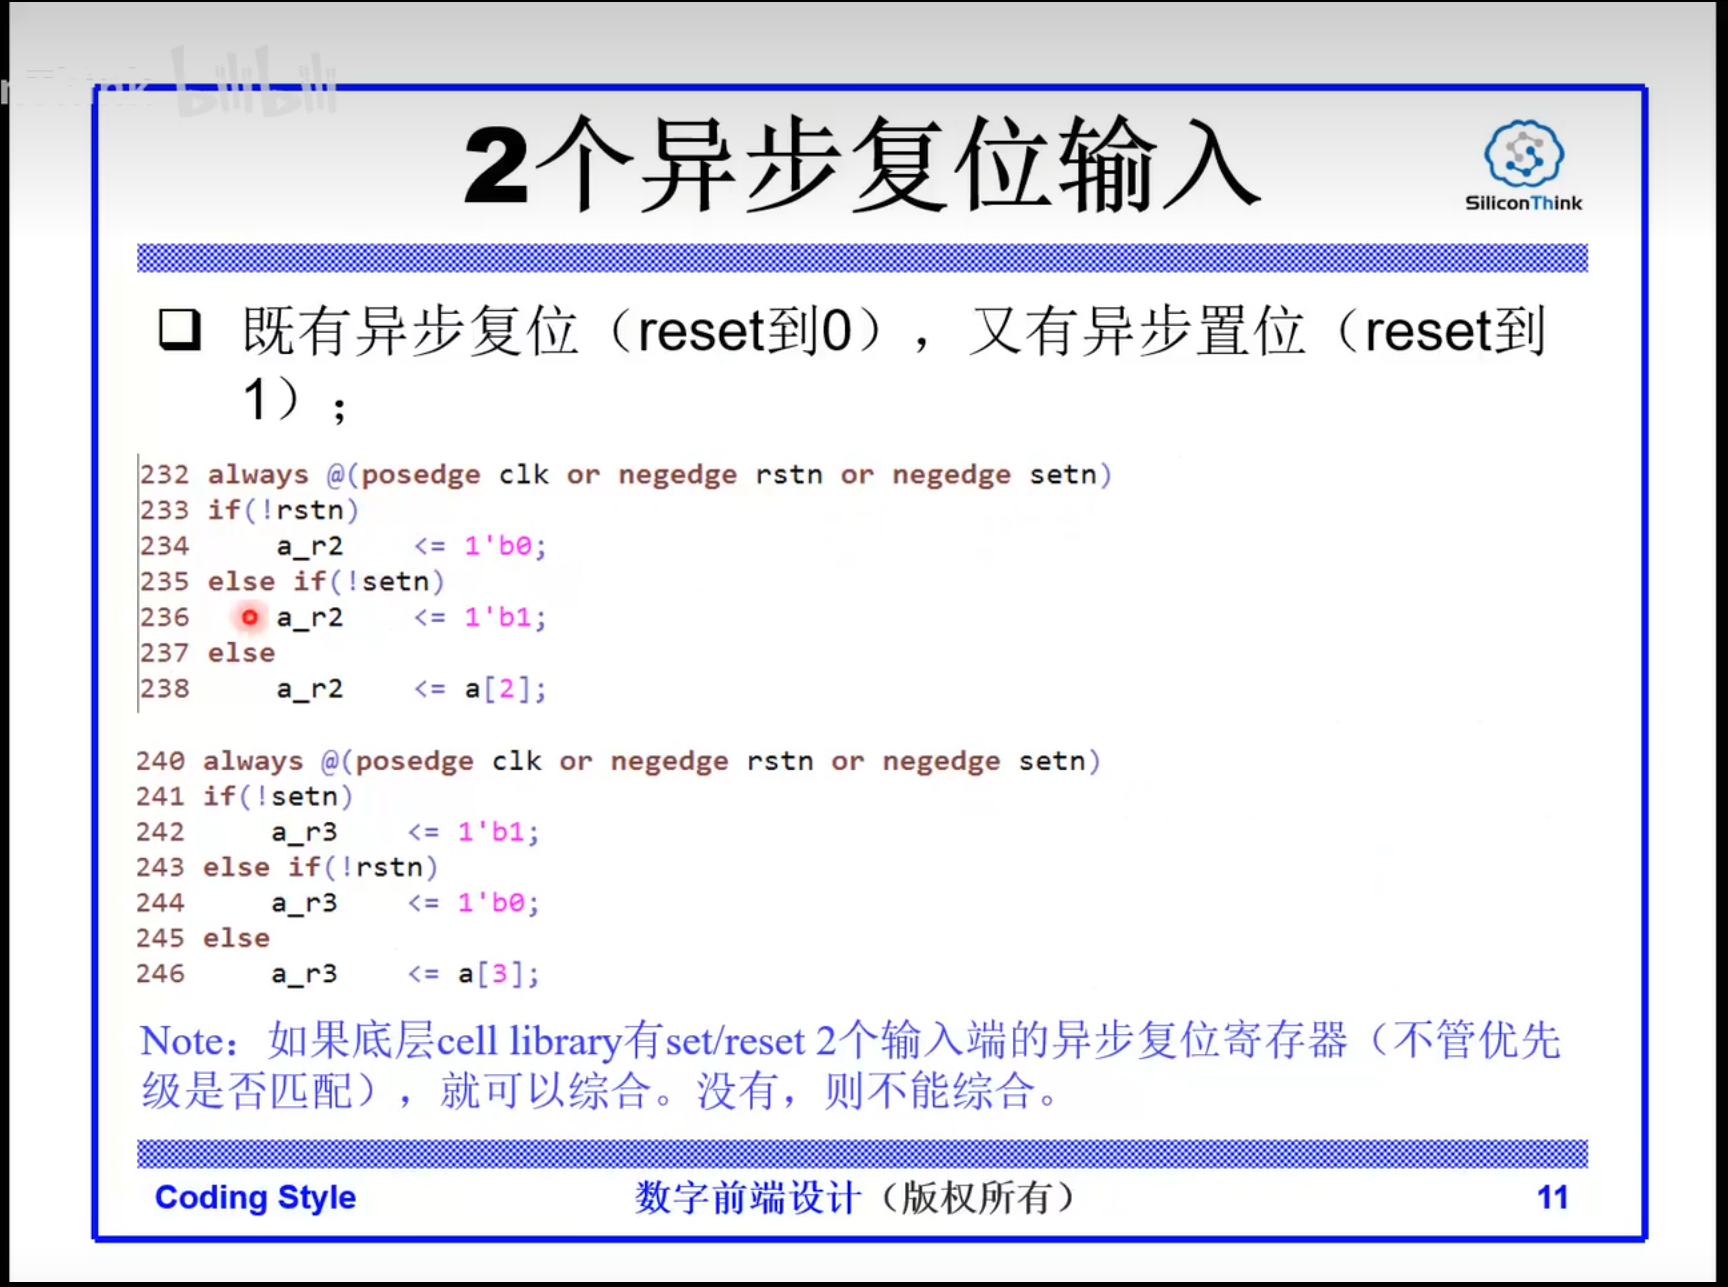 bilibili
2个异步复位输入
SiliconThink
既有异步复位（reset到0），又有异步置位（reset到
1）；
232 always @(posedge clk or negedge rstn or negedge setn)
233 if(!rstn)
234     a_r2    <= 1'b0;
235 else if(!setn)
236     a_r2    <= 1'b1;
237 else
238     a_r2    <= a[2];
240 always @(posedge clk or negedge rstn or negedge setn)
241 if(!setn)
242     a_r3    <= 1'b1;
243 else if(!rstn)
244     a_r3    <= 1'b0;
245 else
246     a_r3    <= a[3];
Note：如果底层cell library有set/reset 2个输入端的异步复位寄存器（不管优先
级是否匹配），就可以综合。没有，则不能综合。
Coding Style 数字前端设计（版权所有） 11